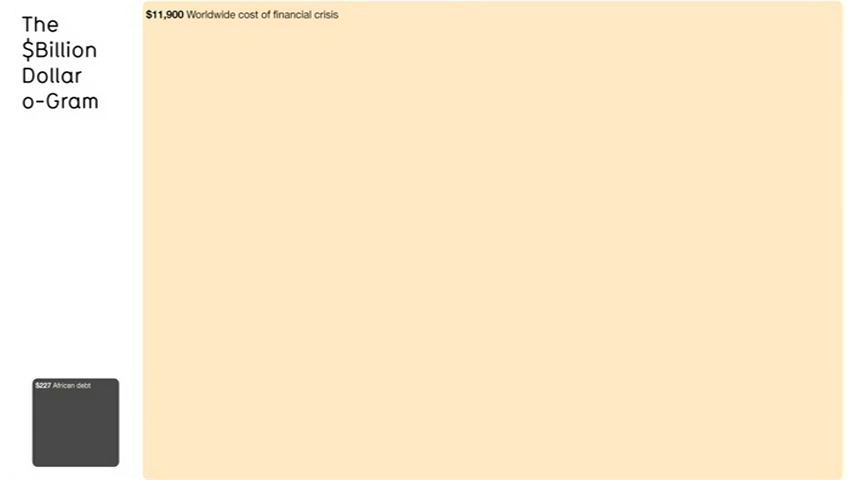 The
$Billion
Dollar
o-Gram
$11,900 Worldwide cost of financial crisis
$227 African debt